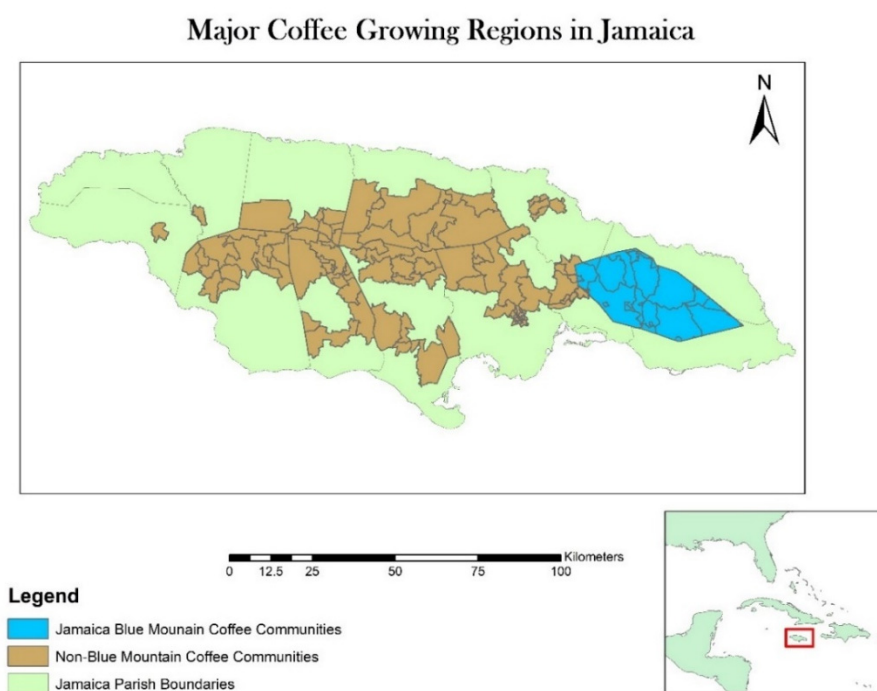 Major Coffee Growing Regions in Jamaica
N
Kilometers
0 12.5 25 50 75 100
Legend
Jamaica Blue Mounain Coffee Communities
Non-Blue Mountain Coffee Communities
Jamaica Parish Boundaries